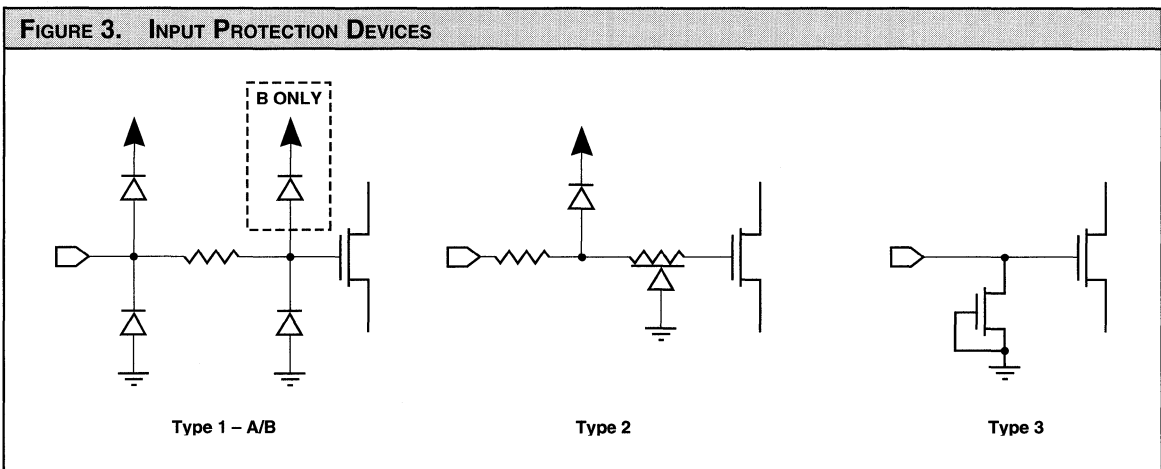 FIGURE 3. INPUT PROTECTION DEVICES
B ONLY
Type 1 – A/B
Type 2
Type 3